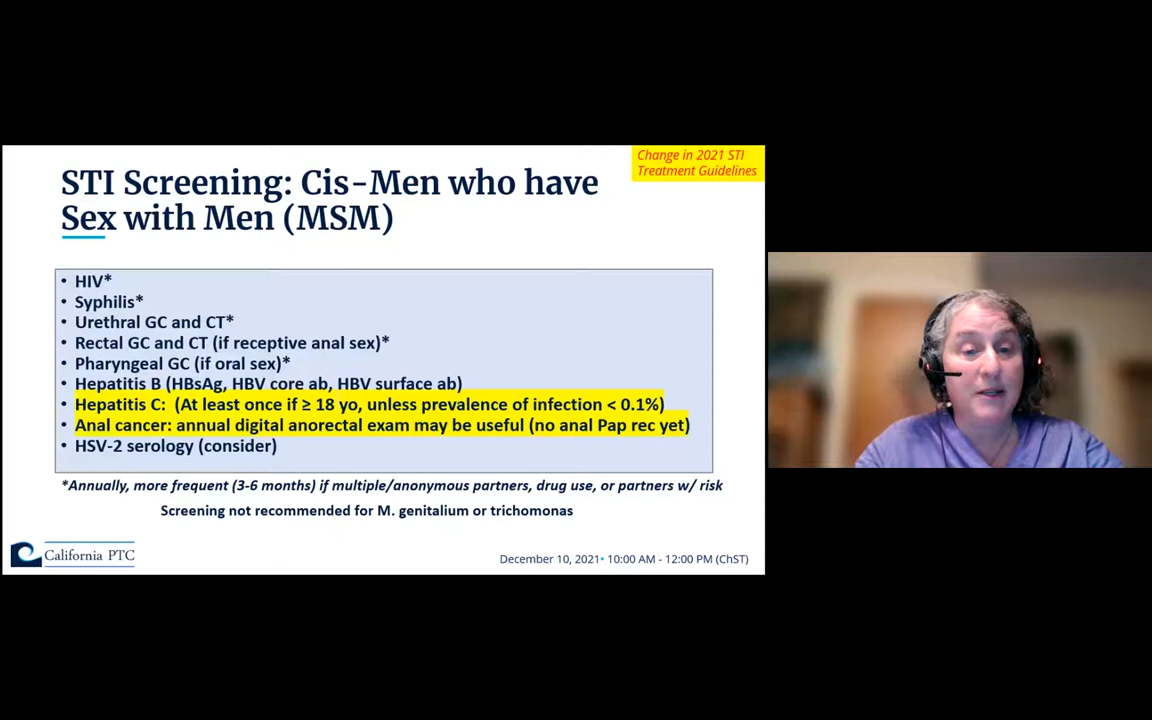 Change in 2021 STI
Treatment Guidelines
STI Screening: Cis-Men who have
Sex with Men (MSM)
• HIV*
• Syphilis*
• Urethral GC and CT*
• Rectal GC and CT (if receptive anal sex)*
• Pharyngeal GC (if oral sex)*
• Hepatitis B (HBsAg, HBV core ab, HBV surface ab)
• Hepatitis C:  (At least once if ≥ 18 yo, unless prevalence of infection < 0.1%)
• Anal cancer: annual digital anorectal exam may be useful (no anal Pap rec yet)
• HSV-2 serology (consider)
*Annually, more frequent (3-6 months) if multiple/anonymous partners, drug use, or partners w/ risk
Screening not recommended for M. genitalium or trichomonas
California PTC
December 10, 2021• 10:00 AM - 12:00 PM (ChST)